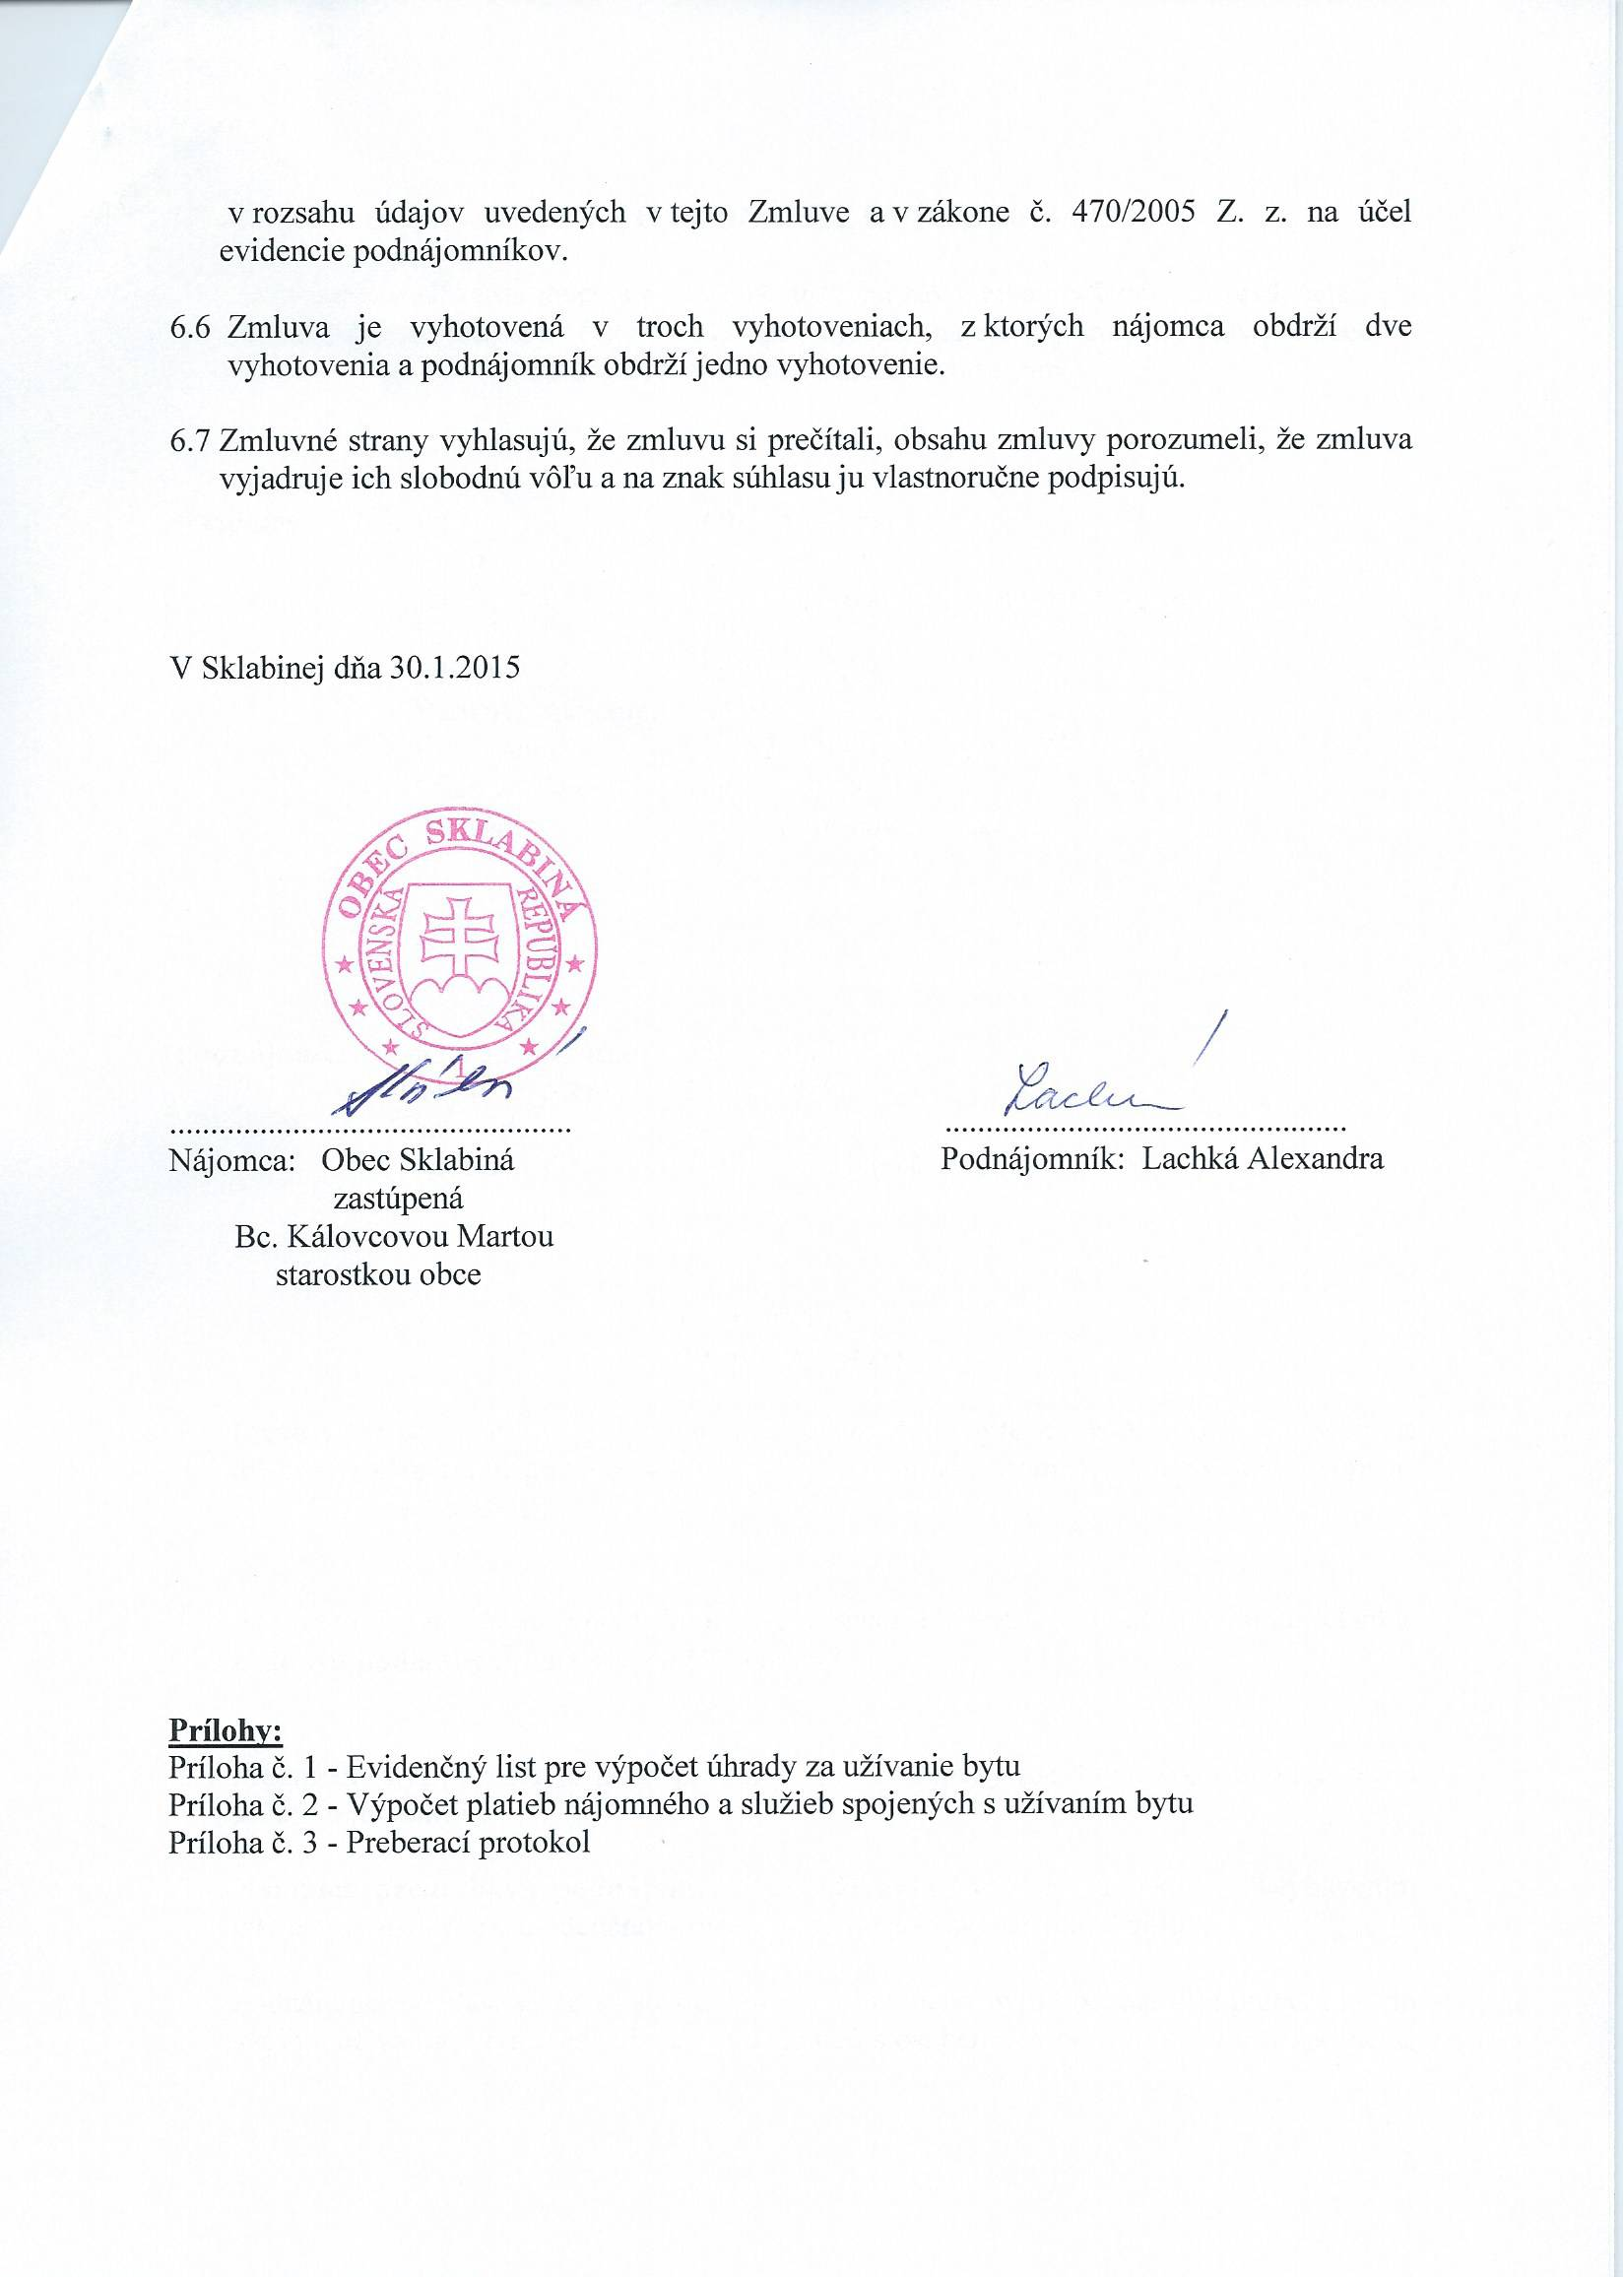 v rozsahu údajov uvedených v tejto Zmluve a v zákone č. 470/2005 Z. z. na účel
evidencie podnájomníkov.
6.6 Zmluva je vyhotovená v troch vyhotoveniach, z ktorých nájomca obdrží dve
vyhotovenia a podnájomník obdrží jedno vyhotovenie.
6.7 Zmluvné strany vyhlasujú, že zmluvu si prečítali, obsahu zmluvy porozumeli, že zmluva
vyjadruje ich slobodnú vôľu a na znak súhlasu ju vlastnoručne podpisujú.
V Sklabinej dňa 30.1.2015
OBEC SKLABINÁ
SLOVENSKÁ REPUBLIKA
1
Nájomca: Obec Sklabiná
zastúpená
Bc. Kálovcovou Martou
starostkou obce
Podnájomník: Lachká Alexandra
Prílohy:
Príloha č. 1 - Evidenčný list pre výpočet úhrady za užívanie bytu
Príloha č. 2 - Výpočet platieb nájomného a služieb spojených s užívaním bytu
Príloha č. 3 - Preberací protokol